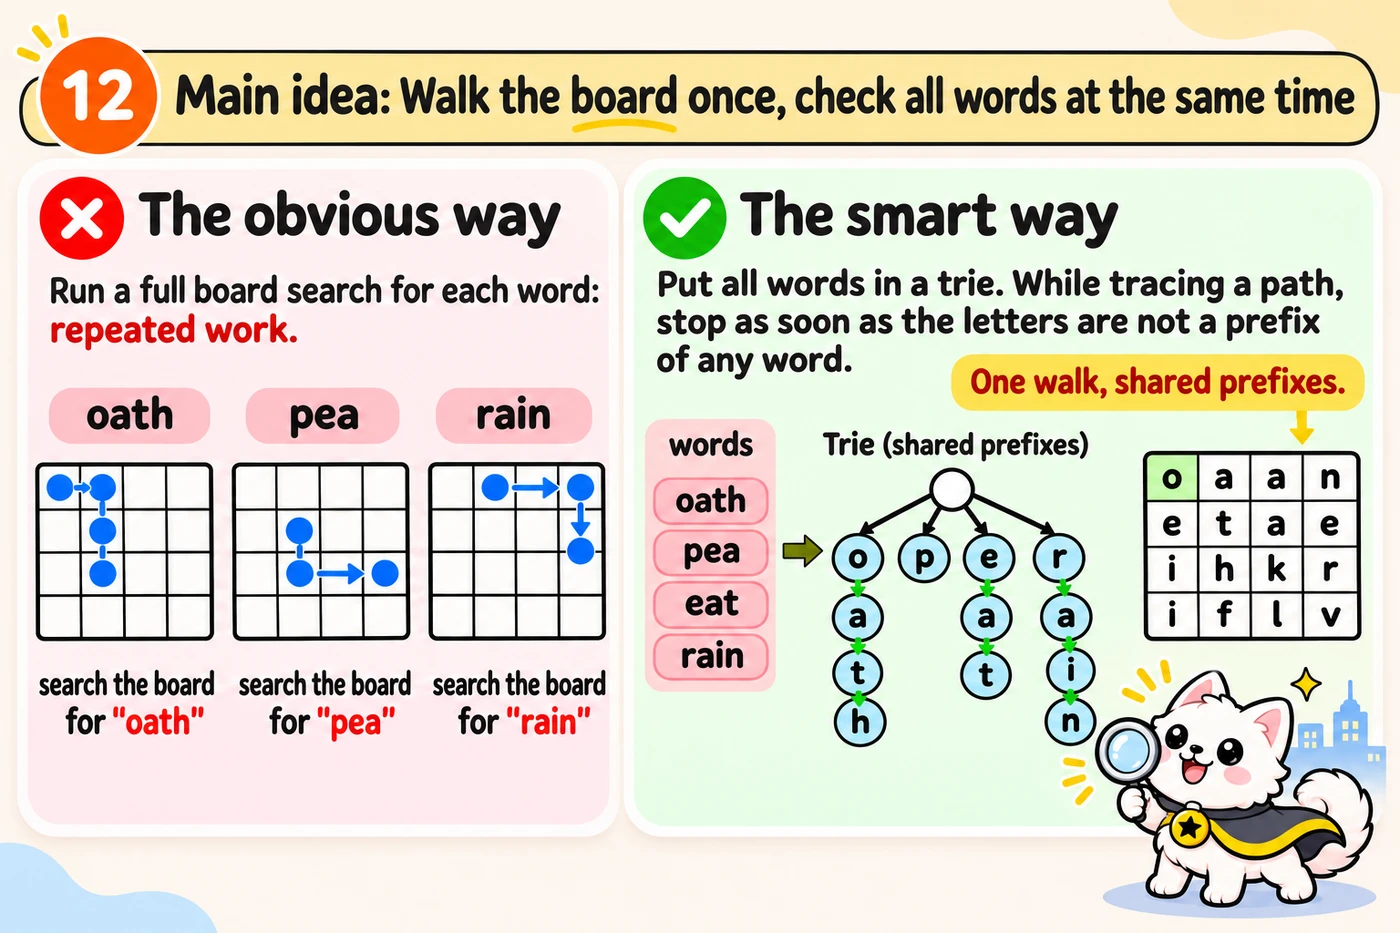 12
Main idea: Walk the board once, check all words at the same time
The obvious way
Run a full board search for each word:
repeated work.
oath
pea
rain
search the board
for "oath"
search the board
for "pea"
search the board
for "rain"
The smart way
Put all words in a trie. While tracing a path,
stop as soon as the letters are not a prefix
of any word.
One walk, shared prefixes.
words
oath
pea
eat
rain
Trie (shared prefixes)
o p e r
a a a
t t i
h n
o a a n
e t a e
i h k r
i f l v